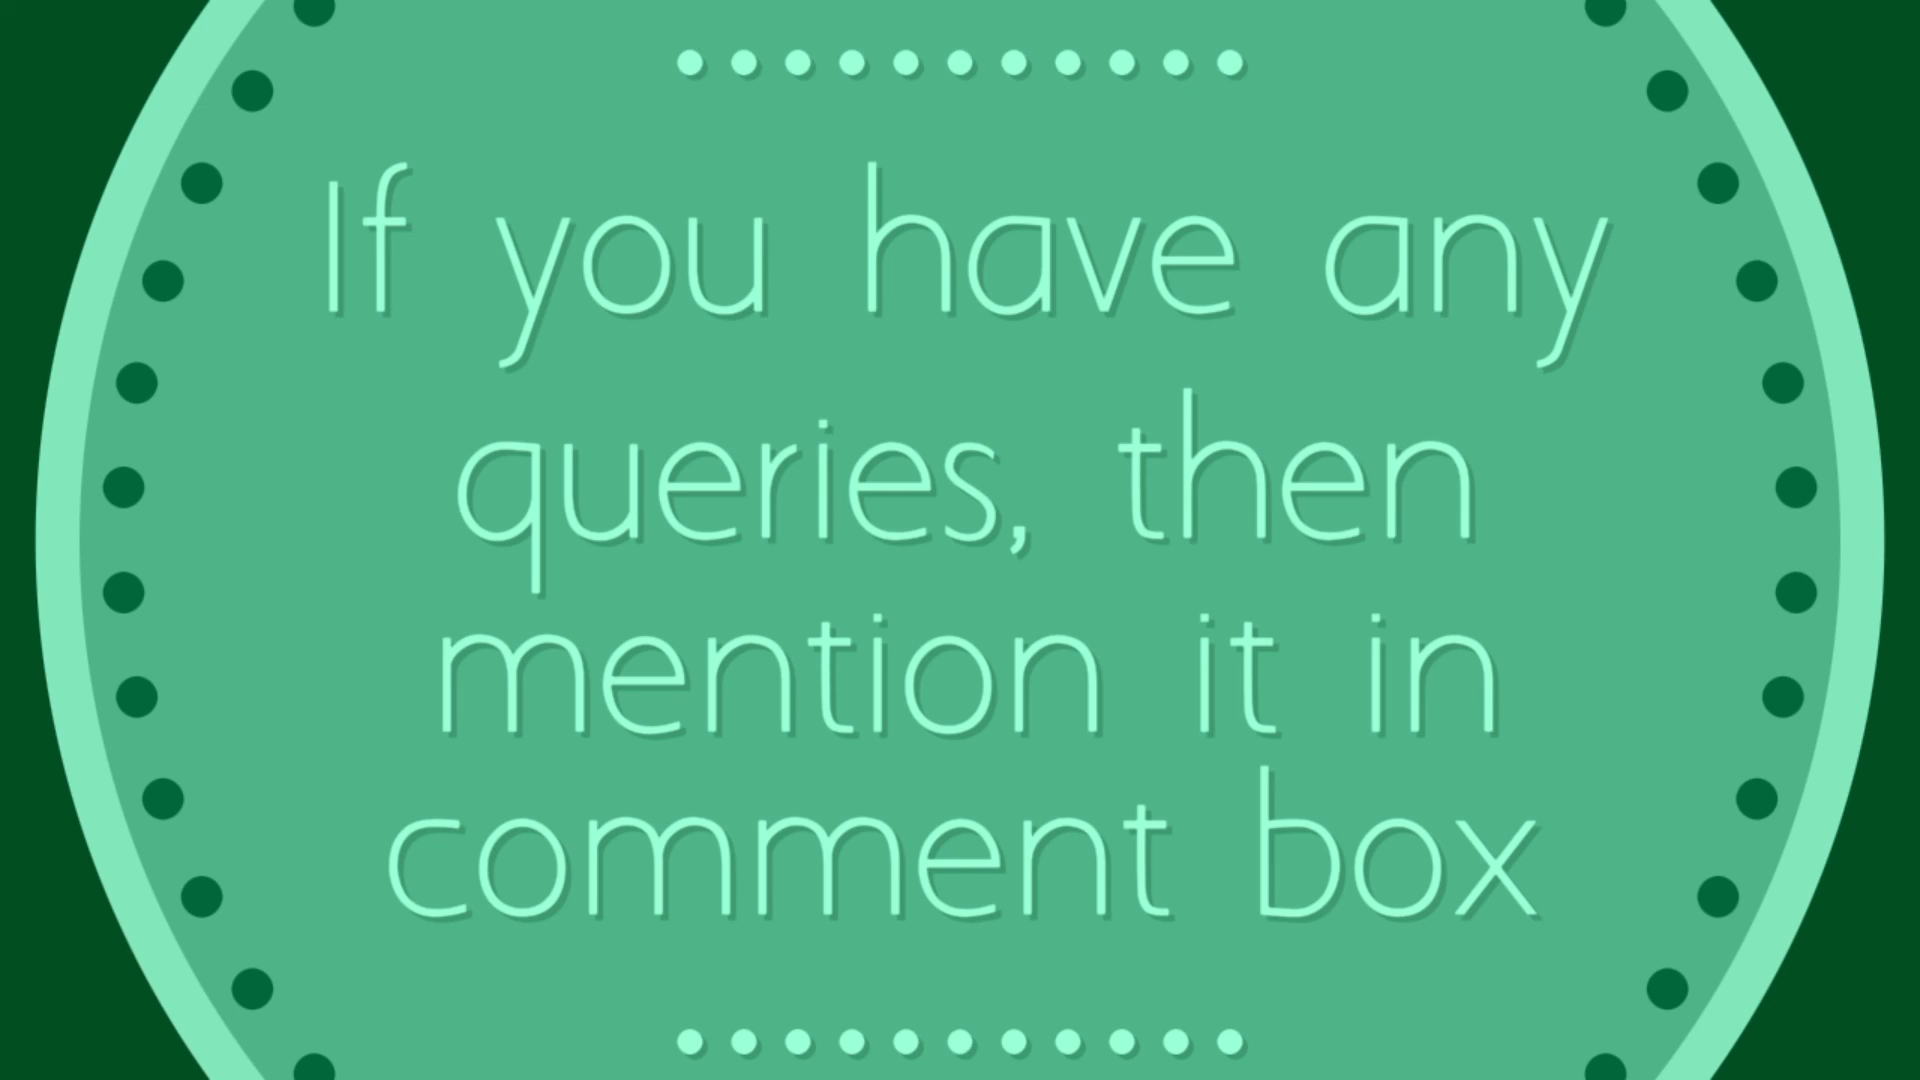 If you have any
queries, then
mention it in
comment box